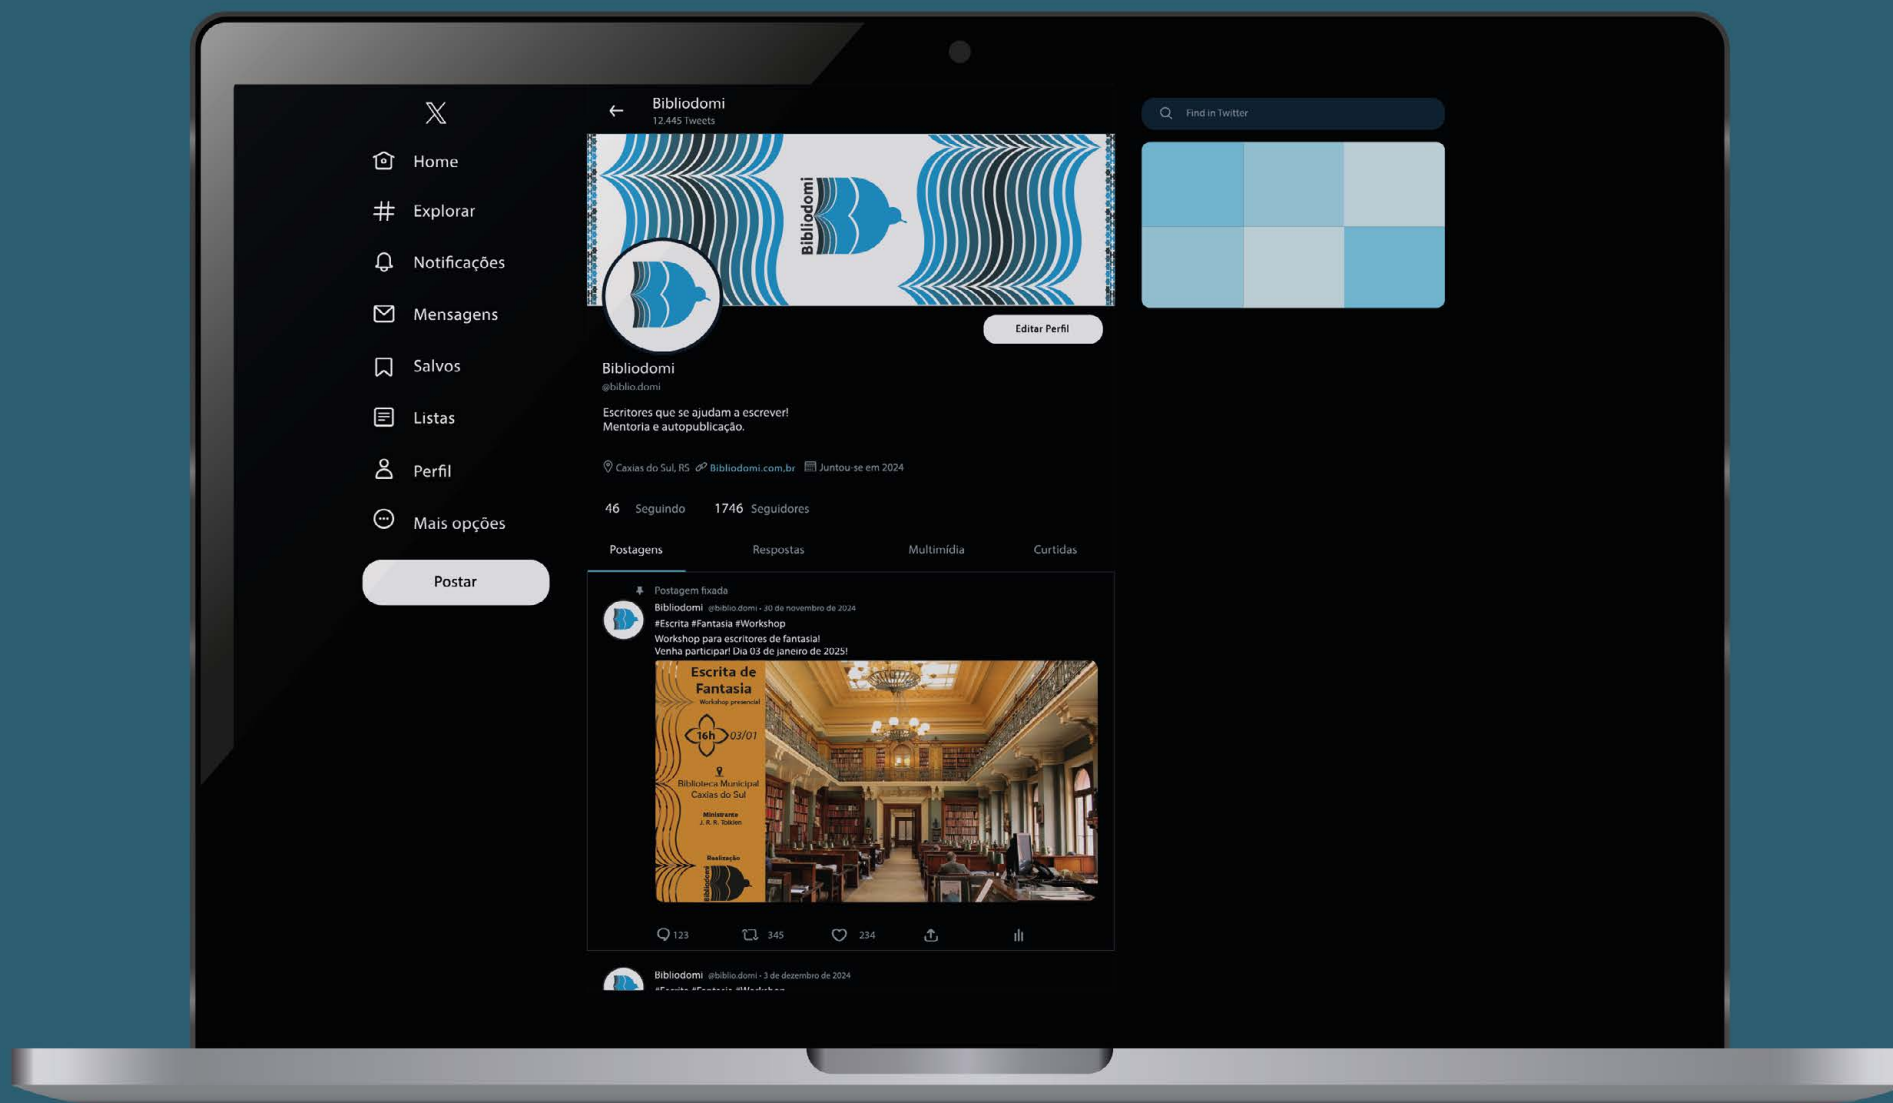 Home
Explorar
Notificações
Mensagens
Salvos
Listas
Perfil
Mais opções
Postar
Bibliodomi
12.445 Tweets
Bibliodomi
Editar Perfil
Bibliodomi
@biblio.domi
Escritores que se ajudam a escrever!
Mentoria e autopublicação.
Caxias do Sul, RS Bibliodomi.com,br Juntou-se em 2024
46 Seguindo 1746 Seguidores
Postagens Respostas Multimídia Curtidas
Postagem fixada
Bibliodomi @biblio.domi • 30 de novembro de 2024
#Escrita #Fantasia #Workshop
Workshop para escritores de fantasia!
Venha participar! Dia 03 de janeiro de 2025!
Escrita de
Fantasia
Workshop presencial
16h 03/01
Biblioteca Municipal
Caxias do Sul
Ministrante
J. R. R. Tolkien
Realização
Bibliodomi
123 345 234
Bibliodomi @biblio.domi • 3 de dezembro de 2024
#Escrita #Fantasia #Workshop
Find in Twitter